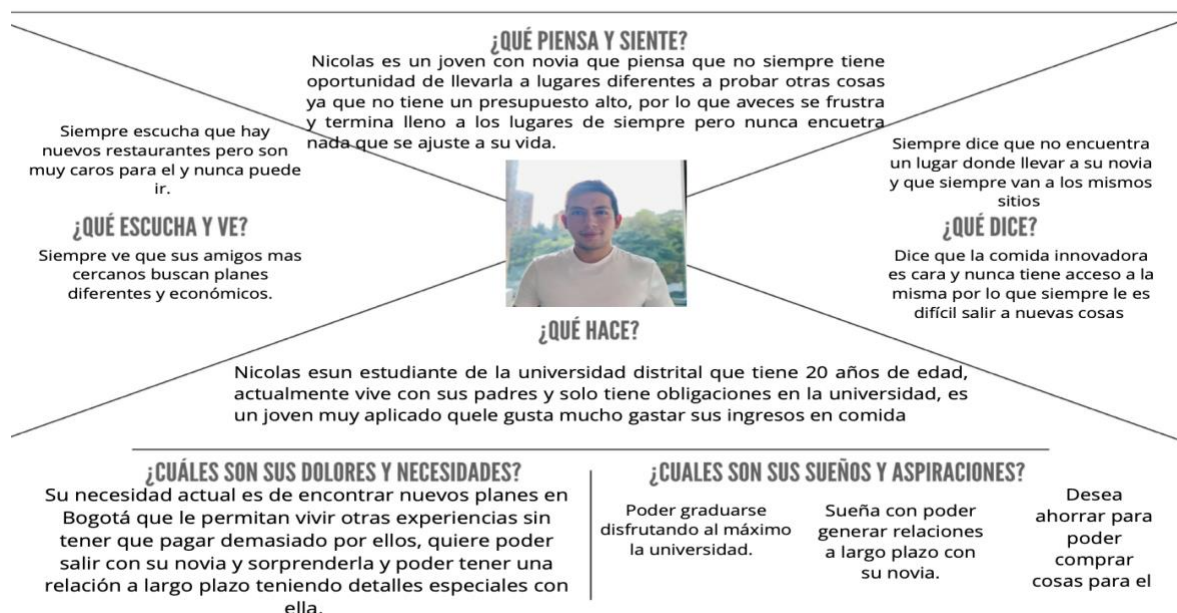 ¿QUÉ PIENSA Y SIENTE?
Nicolas es un joven con novia que piensa que no siempre tiene
oportunidad de llevarla a lugares diferentes a probar otras cosas
ya que no tiene un presupuesto alto, por lo que aveces se frustra
y termina lleno a los lugares de siempre pero nunca encuetra
nada que se ajuste a su vida.
Siempre escucha que hay
nuevos restaurantes pero son
muy caros para el y nunca puede
ir.
¿QUÉ ESCUCHA Y VE?
Siempre ve que sus amigos mas
cercanos buscan planes
diferentes y económicos.
Siempre dice que no encuentra
un lugar donde llevar a su novia
y que siempre van a los mismos
sitios
¿QUÉ DICE?
Dice que la comida innovadora
es cara y nunca tiene acceso a la
misma por lo que siempre le es
difícil salir a nuevas cosas
¿QUÉ HACE?
Nicolas esun estudiante de la universidad distrital que tiene 20 años de edad,
actualmente vive con sus padres y solo tiene obligaciones en la universidad, es
un joven muy aplicado quele gusta mucho gastar sus ingresos en comida
¿CUÁLES SON SUS DOLORES Y NECESIDADES?
Su necesidad actual es de encontrar nuevos planes en
Bogotá que le permitan vivir otras experiencias sin
tener que pagar demasiado por ellos, quiere poder
salir con su novia y sorprenderla y poder tener una
relación a largo plazo teniendo detalles especiales con
ella.
¿CUALES SON SUS SUEÑOS Y ASPIRACIONES?
Poder graduarse
disfrutando al máximo
la universidad.
Sueña con poder
generar relaciones
a largo plazo con
su novia.
Desea
ahorrar para
poder
comprar
cosas para el